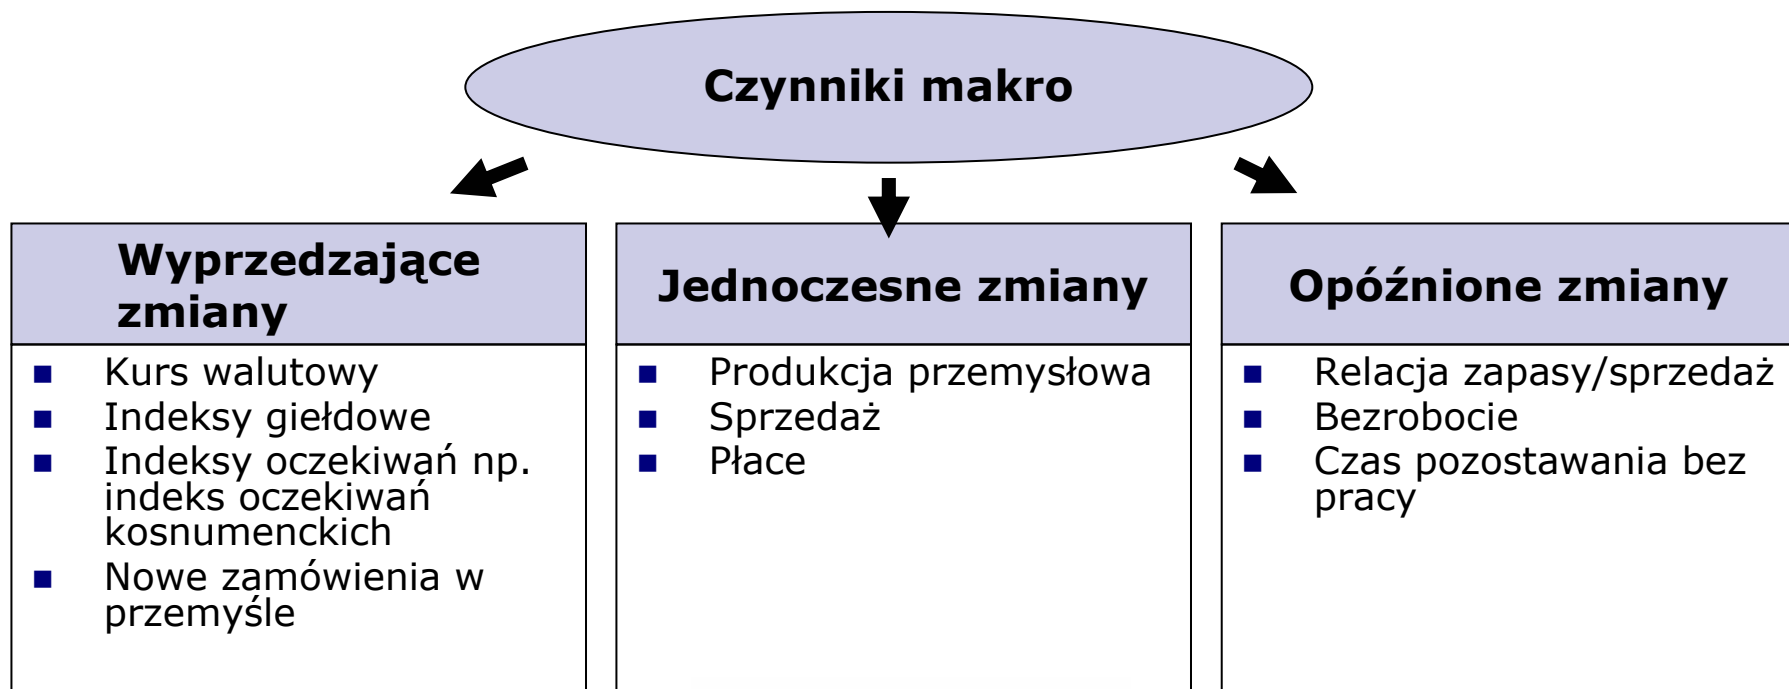 Czynniki makro
Wyprzedzające
zmiany
Kurs walutowy
Indeksy giełdowe
Indeksy oczekiwań np.
indeks oczekiwań
kosnumenckich
Nowe zamówienia w
przemyśle
Jednoczesne zmiany
Produkcja przemysłowa
Sprzedaż
Płace
Opóźnione zmiany
Relacja zapasy/sprzedaż
Bezrobocie
Czas pozostawania bez
pracy